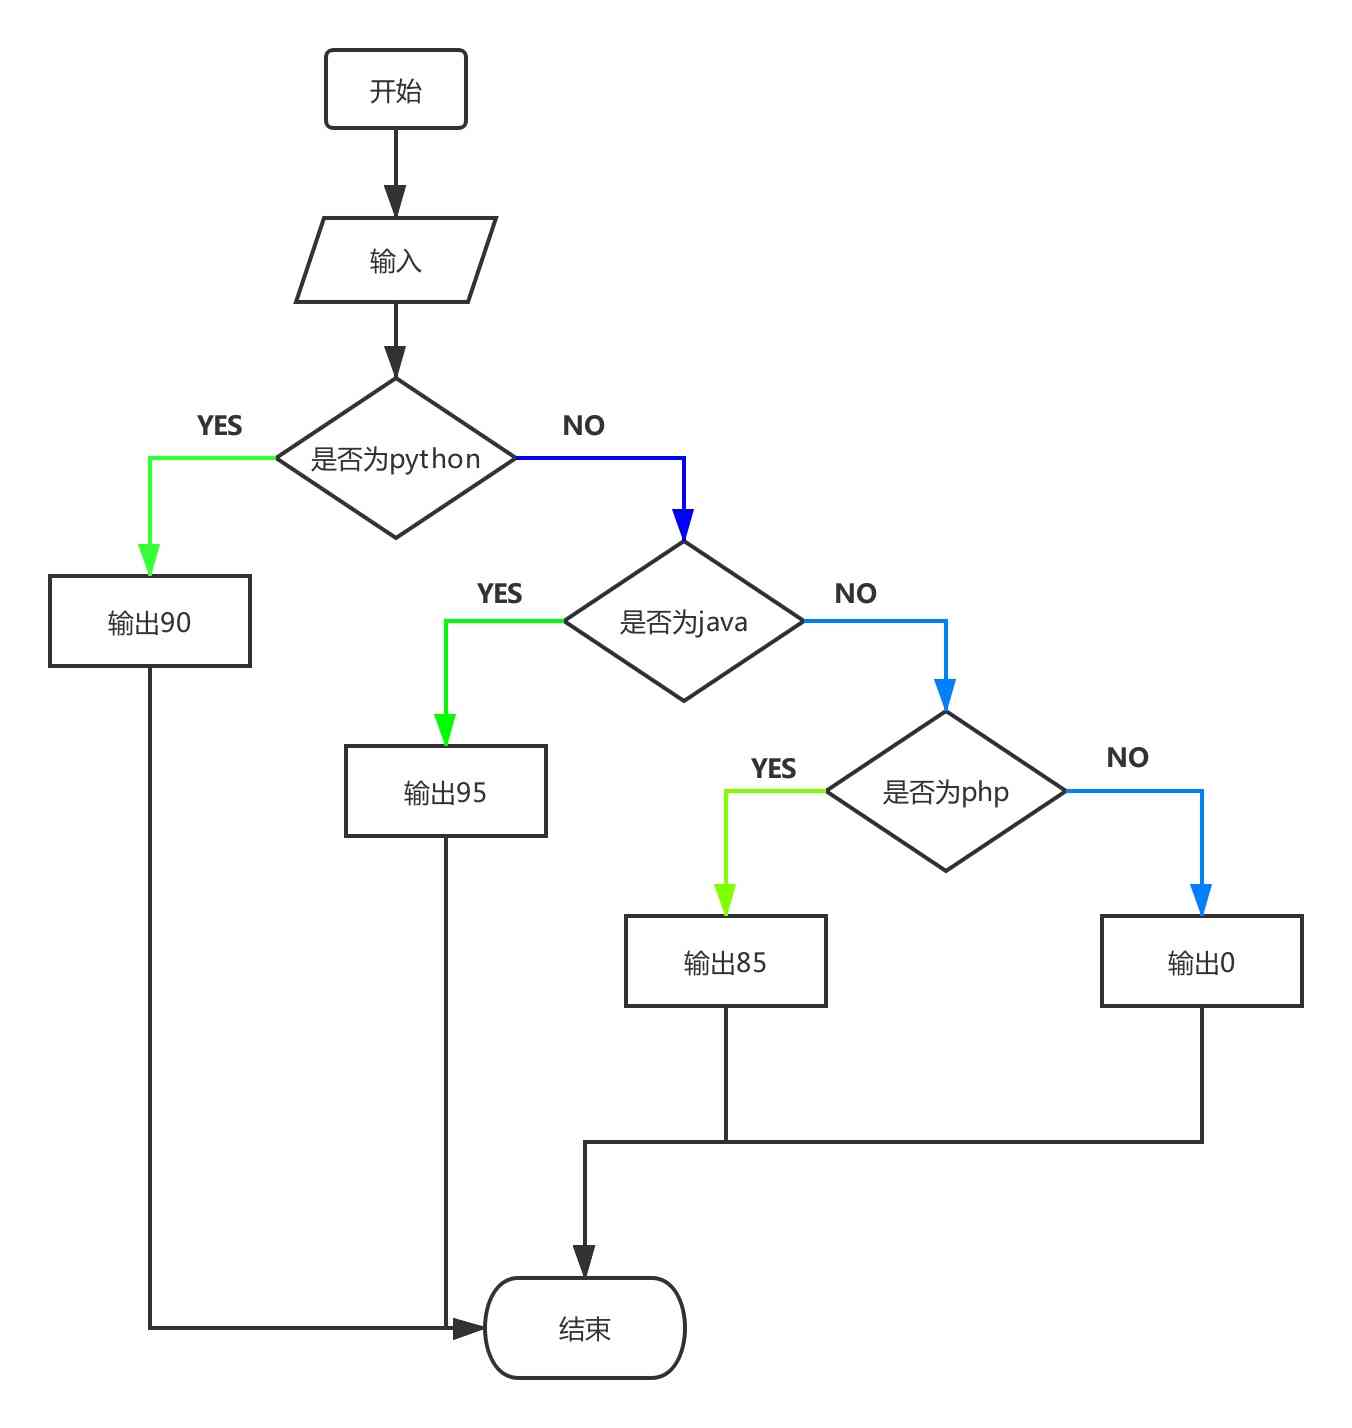 开始
输入
YES
NO
是否为python
YES
NO
输出90
是否为java
YES
NO
输出95
是否为php
输出85
输出0
结束